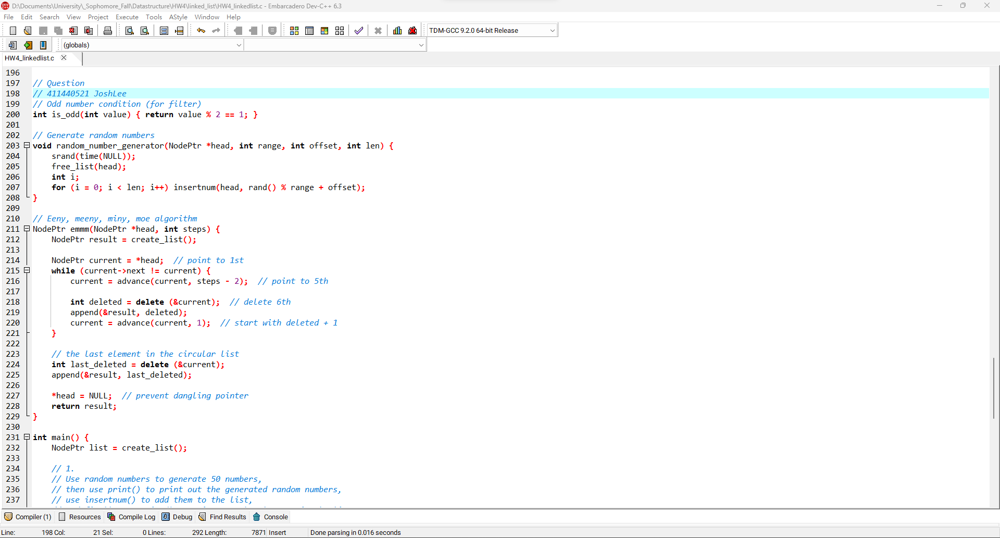 D:\Documents\University\_Sophomore_Fall\Datastructure\HW4\linked_list\HW4_linkedlist.c - Embarcadero Dev-C++ 6.3
File Edit Search View Project Execute Tools AStyle Window Help
TDM-GCC 9.2.0 64-bit Release
(globals)
HW4_linkedlist.c
196
197 // Question
198 // 411440521 JoshLee
199 // Odd number condition (for filter)
200 int is_odd(int value) { return value % 2 == 1; }
201
202 // Generate random numbers
203 void random_number_generator(NodePtr *head, int range, int offset, int len) {
204     srand(time(NULL));
205     free_list(head);
206     int i;
207     for (i = 0; i < len; i++) insertnum(head, rand() % range + offset);
208 }
209
210 // Eeny, meeny, miny, moe algorithm
211 NodePtr emmm(NodePtr *head, int steps) {
212     NodePtr result = create_list();
213
214     NodePtr current = *head;  // point to 1st
215     while (current->next != current) {
216         current = advance(current, steps - 2);  // point to 5th
217
218         int deleted = delete (&current);  // delete 6th
219         append(&result, deleted);
220         current = advance(current, 1);  // start with deleted + 1
221     }
222
223     // the last element in the circular list
224     int last_deleted = delete (&current);
225     append(&result, last_deleted);
226
227     *head = NULL;  // prevent dangling pointer
228     return result;
229 }
230
231 int main() {
232     NodePtr list = create_list();
233
234     // 1.
235     // Use random numbers to generate 50 numbers,
236     // then use print() to print out the generated random numbers,
237     // use insertnum() to add them to the list,
Compiler (1) Resources Compile Log Debug Find Results Console
Line: 198 Col: 21 Sel: 0 Lines: 292 Length: 7871 Insert Done parsing in 0.016 seconds